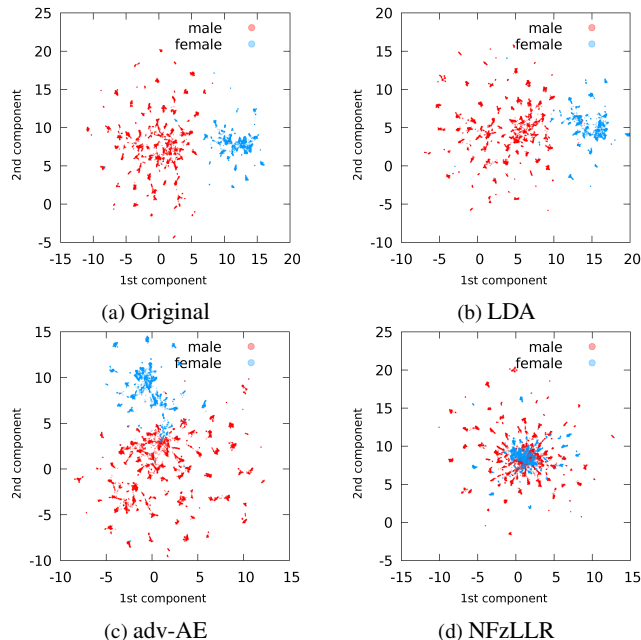 25
20
15
10
5
0
-5
2nd component
male
female
-15 -10 -5 0 5 10 15 20
1st component
(a) Original
20
15
10
5
0
-5
-10
2nd component
male
female
-10 -5 0 5 10 15 20
1st component
(b) LDA
15
10
5
0
-5
-10
2nd component
male
female
-10 -5 0 5 10 15
1st component
(c) adv-AE
25
20
15
10
5
0
-5
2nd component
male
female
-15 -10 -5 0 5 10 15
1st component
(d) NFzLLR